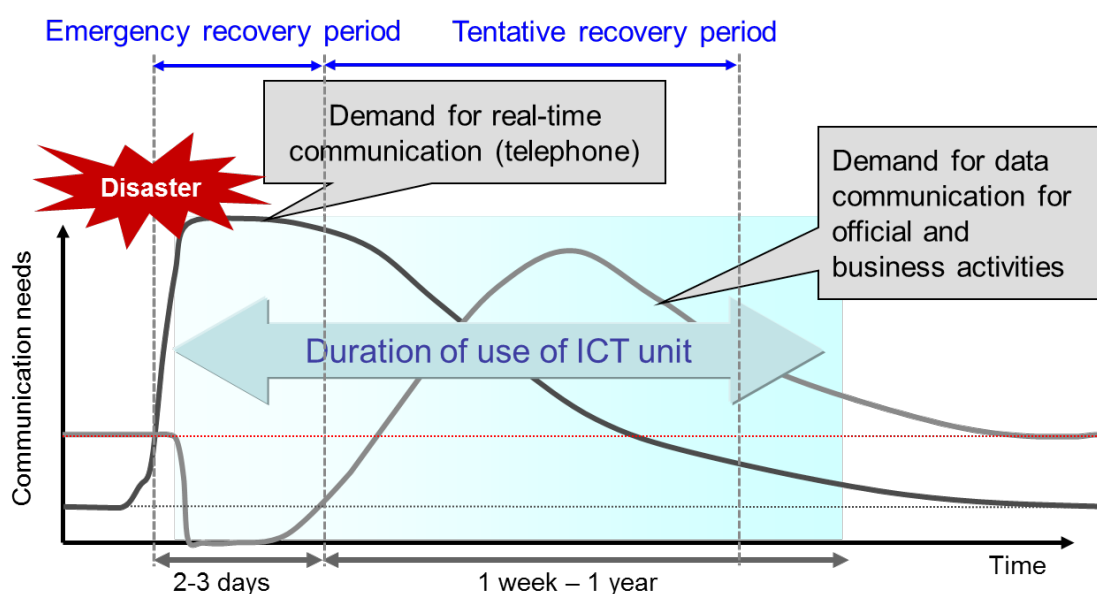 Emergency recovery period
Tentative recovery period
Demand for real-time
communication (telephone)
Disaster
Demand for data
communication for
official and
business activities
Communication needs
Duration of use of ICT unit
Time
2-3 days
1 week – 1 year